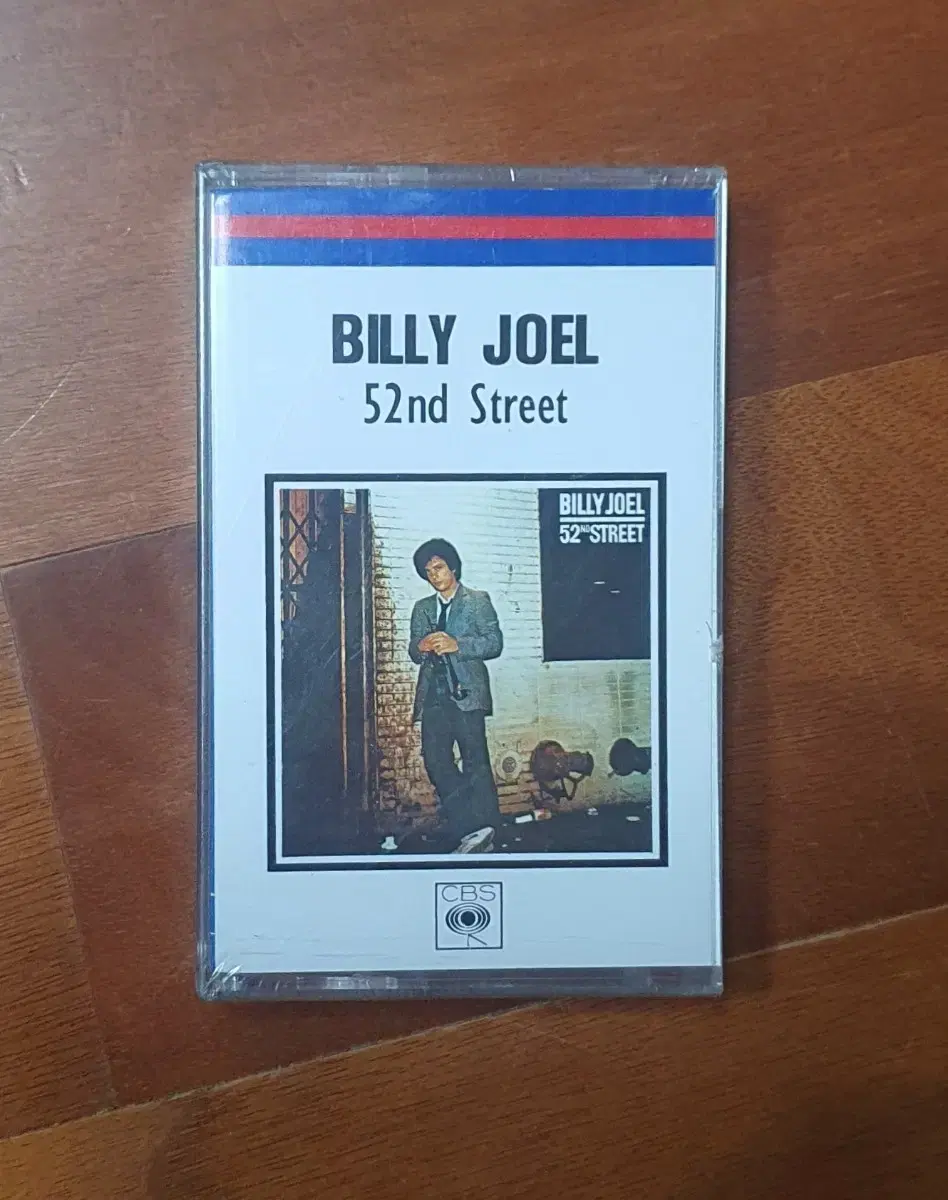 BILLY JOEL
52nd Street
BILLY JOEL
52ND STREET
CBS